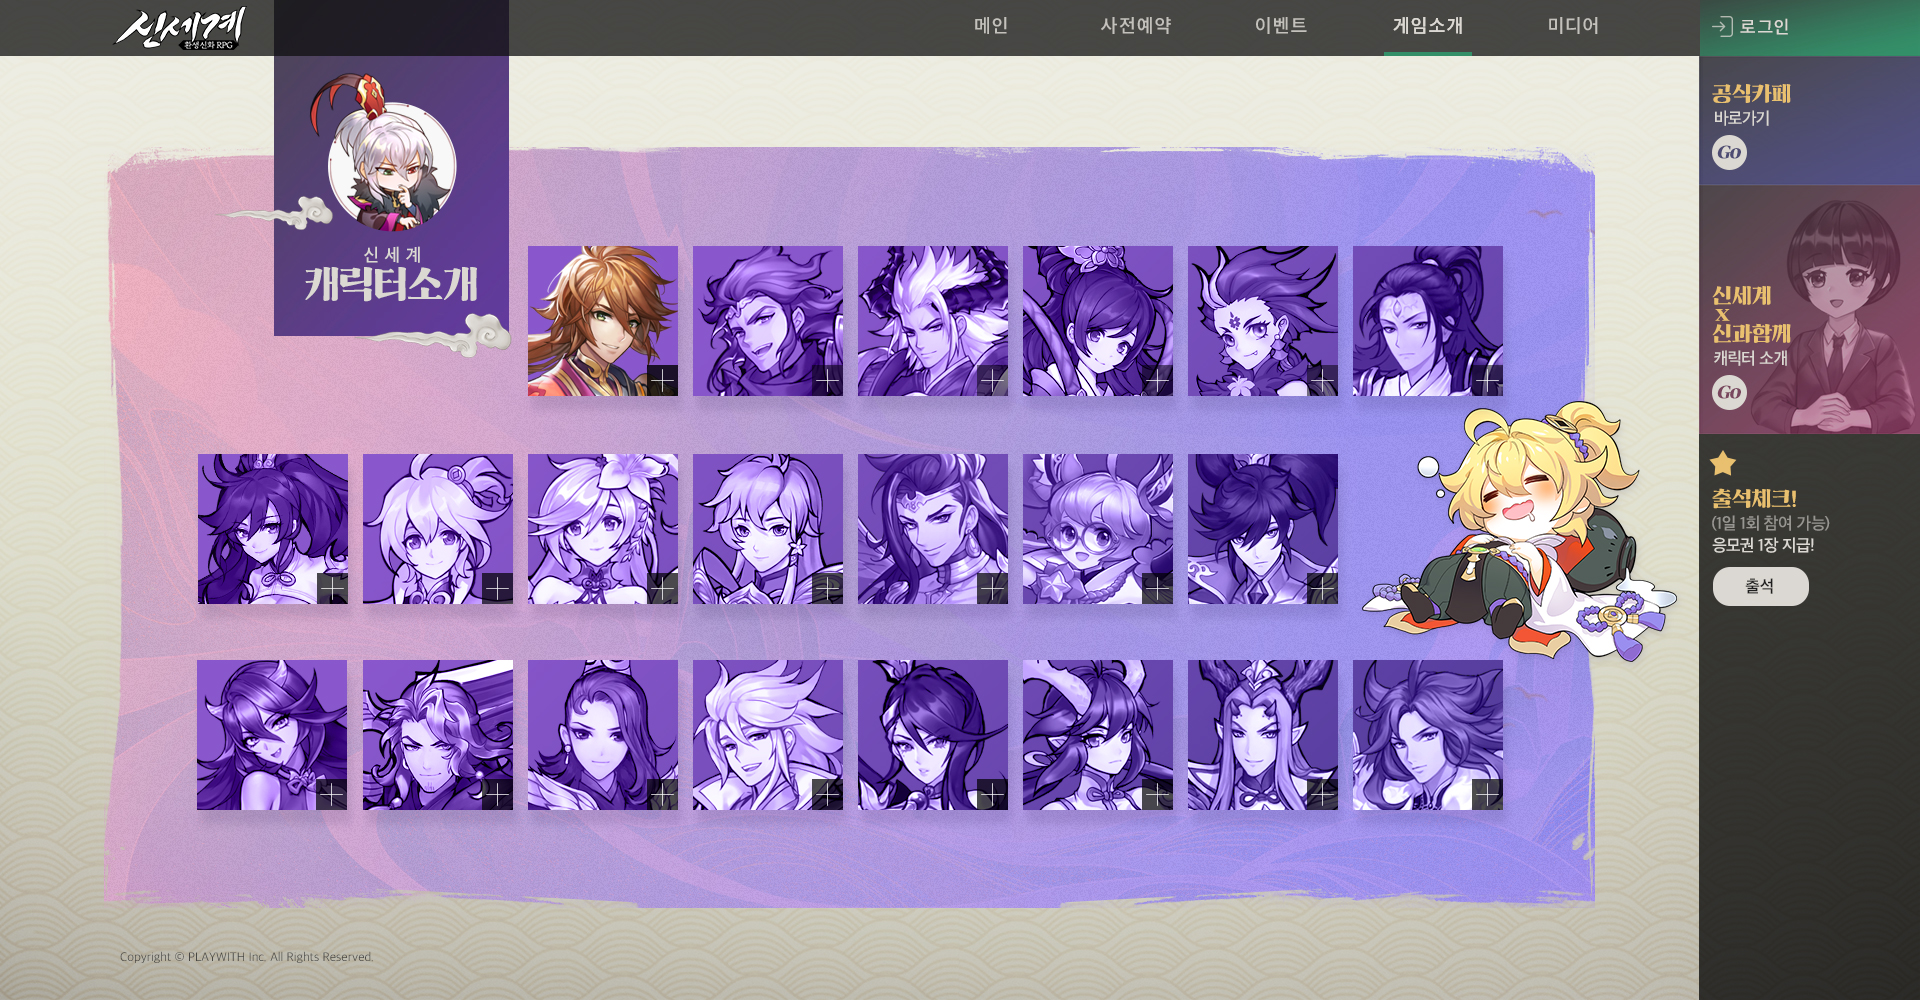 신세계
환생신화 RPG
메인
사전예약
이벤트
게임소개
미디어
로그인
신세계
캐릭터소개
공식카페
바로가기
Go
신세계
X
신과함께
캐릭터 소개
Go
출석체크!
(1일 1회 참여 가능)
응모권 1장 지급!
출석
Copyright © PLAYWITH Inc. All Rights Reserved.